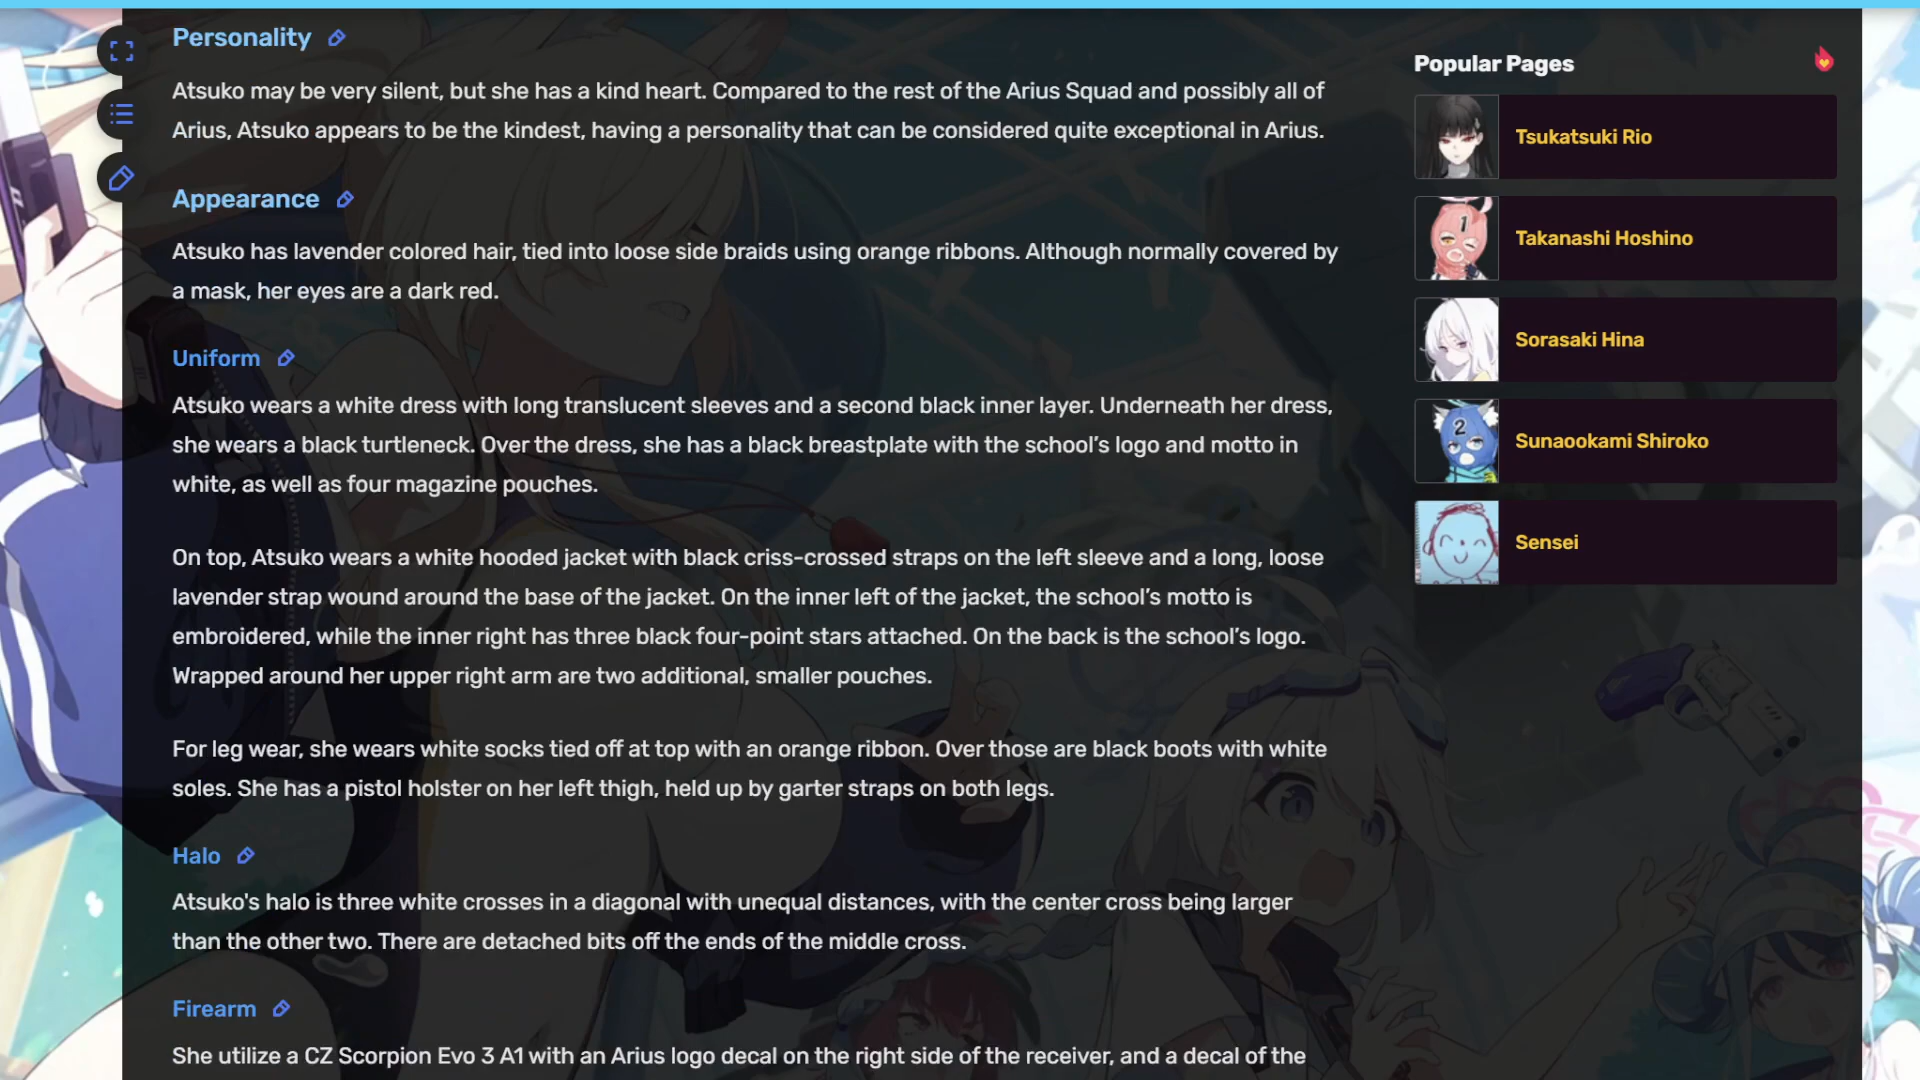 Personality
Atsuko may be very silent, but she has a kind heart. Compared to the rest of the Arius Squad and possibly all of
Arius, Atsuko appears to be the kindest, having a personality that can be considered quite exceptional in Arius.
Appearance
Atsuko has lavender colored hair, tied into loose side braids using orange ribbons. Although normally covered by
a mask, her eyes are a dark red.
Uniform
Atsuko wears a white dress with long translucent sleeves and a second black inner layer. Underneath her dress,
she wears a black turtleneck. Over the dress, she has a black breastplate with the school’s logo and motto in
white, as well as four magazine pouches.
On top, Atsuko wears a white hooded jacket with black criss-crossed straps on the left sleeve and a long, loose
lavender strap wound around the base of the jacket. On the inner left of the jacket, the school’s motto is
embroidered, while the inner right has three black four-point stars attached. On the back is the school’s logo.
Wrapped around her upper right arm are two additional, smaller pouches.
For leg wear, she wears white socks tied off at top with an orange ribbon. Over those are black boots with white
soles. She has a pistol holster on her left thigh, held up by garter straps on both legs.
Halo
Atsuko's halo is three white crosses in a diagonal with unequal distances, with the center cross being larger
than the other two. There are detached bits off the ends of the middle cross.
Firearm
She utilize a CZ Scorpion Evo 3 A1 with an Arius logo decal on the right side of the receiver, and a decal of the
Popular Pages
Tsukatsuki Rio
1
Takanashi Hoshino
Sorasaki Hina
2
Sunaookami Shiroko
Sensei